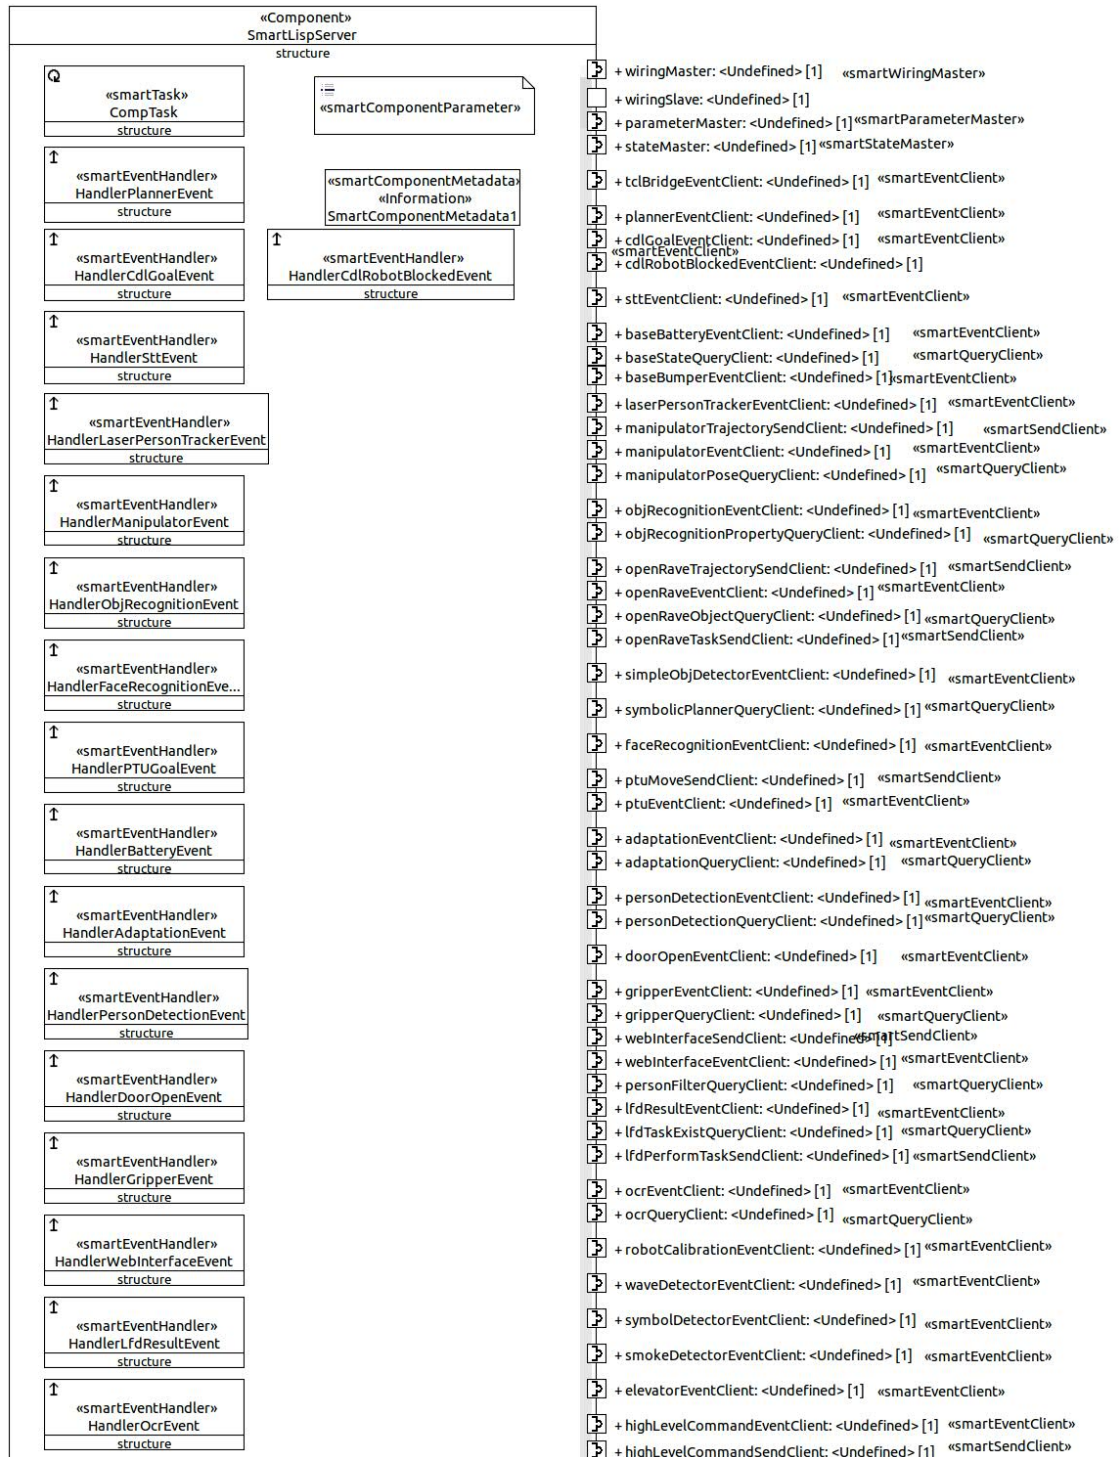 «Component»
SmartLispServer
structure
«smartTask»
CompTask
structure
«smartComponentParameter»
«smartEventHandler»
HandlerPlannerEvent
structure
«smartComponentMetadata»
«Information»
SmartComponentMetadata1
«smartEventHandler»
HandlerCdlGoalEvent
structure
«smartEventHandler»
HandlerCdlRobotBlockedEvent
structure
«smartEventHandler»
HandlerSttEvent
structure
«smartEventHandler»
HandlerLaserPersonTrackerEvent
structure
«smartEventHandler»
HandlerManipulatorEvent
structure
«smartEventHandler»
HandlerObjRecognitionEvent
structure
«smartEventHandler»
HandlerFaceRecognitionEve...
structure
«smartEventHandler»
HandlerPTUGoalEvent
structure
«smartEventHandler»
HandlerBatteryEvent
structure
«smartEventHandler»
HandlerAdaptationEvent
structure
«smartEventHandler»
HandlerPersonDetectionEvent
structure
«smartEventHandler»
HandlerDoorOpenEvent
structure
«smartEventHandler»
HandlerGripperEvent
structure
«smartEventHandler»
HandlerWebInterfaceEvent
structure
«smartEventHandler»
HandlerLfdResultEvent
structure
«smartEventHandler»
HandlerOcrEvent
structure
+ wiringMaster: <Undefined> [1] «smartWiringMaster»
+ wiringSlave: <Undefined> [1]
+ parameterMaster: <Undefined> [1] «smartParameterMaster»
+ stateMaster: <Undefined> [1] «smartStateMaster»
+ tclBridgeEventClient: <Undefined> [1] «smartEventClient»
+ plannerEventClient: <Undefined> [1] «smartEventClient»
+ cdlGoalEventClient: <Undefined> [1] «smartEventClient»
«smartEventClient»
+ cdlRobotBlockedEventClient: <Undefined> [1]
+ sttEventClient: <Undefined> [1] «smartEventClient»
+ baseBatteryEventClient: <Undefined> [1] «smartEventClient»
+ baseStateQueryClient: <Undefined> [1] «smartQueryClient»
+ baseBumperEventClient: <Undefined> [1] «smartEventClient»
+ laserPersonTrackerEventClient: <Undefined> [1] «smartEventClient»
+ manipulatorTrajectorySendClient: <Undefined> [1] «smartSendClient»
+ manipulatorEventClient: <Undefined> [1] «smartEventClient»
+ manipulatorPoseQueryClient: <Undefined> [1] «smartQueryClient»
+ objRecognitionEventClient: <Undefined> [1] «smartEventClient»
+ objRecognitionPropertyQueryClient: <Undefined> [1] «smartQueryClient»
+ openRaveTrajectorySendClient: <Undefined> [1] «smartSendClient»
+ openRaveEventClient: <Undefined> [1] «smartEventClient»
+ openRaveObjectQueryClient: <Undefined> [1] «smartQueryClient»
+ openRaveTaskSendClient: <Undefined> [1] «smartSendClient»
+ simpleObjDetectorEventClient: <Undefined> [1] «smartEventClient»
+ symbolicPlannerQueryClient: <Undefined> [1] «smartQueryClient»
+ faceRecognitionEventClient: <Undefined> [1] «smartEventClient»
+ ptuMoveSendClient: <Undefined> [1] «smartSendClient»
+ ptuEventClient: <Undefined> [1] «smartEventClient»
+ adaptationEventClient: <Undefined> [1] «smartEventClient»
+ adaptationQueryClient: <Undefined> [1] «smartQueryClient»
+ personDetectionEventClient: <Undefined> [1] «smartEventClient»
+ personDetectionQueryClient: <Undefined> [1] «smartQueryClient»
+ doorOpenEventClient: <Undefined> [1] «smartEventClient»
+ gripperEventClient: <Undefined> [1] «smartEventClient»
+ gripperQueryClient: <Undefined> [1] «smartQueryClient»
+ webInterfaceSendClient: <Undefined> [1] «smartSendClient»
+ webInterfaceEventClient: <Undefined> [1] «smartEventClient»
+ personFilterQueryClient: <Undefined> [1] «smartQueryClient»
+ lfdResultEventClient: <Undefined> [1] «smartEventClient»
+ lfdTaskExistQueryClient: <Undefined> [1] «smartQueryClient»
+ lfdPerformTaskSendClient: <Undefined> [1] «smartSendClient»
+ ocrEventClient: <Undefined> [1] «smartEventClient»
+ ocrQueryClient: <Undefined> [1] «smartQueryClient»
+ robotCalibrationEventClient: <Undefined> [1] «smartEventClient»
+ waveDetectorEventClient: <Undefined> [1] «smartEventClient»
+ symbolDetectorEventClient: <Undefined> [1] «smartEventClient»
+ smokeDetectorEventClient: <Undefined> [1] «smartEventClient»
+ elevatorEventClient: <Undefined> [1] «smartEventClient»
+ highLevelCommandEventClient: <Undefined> [1] «smartEventClient»
+ highLevelCommandSendClient: <Undefined> [1] «smartSendClient»